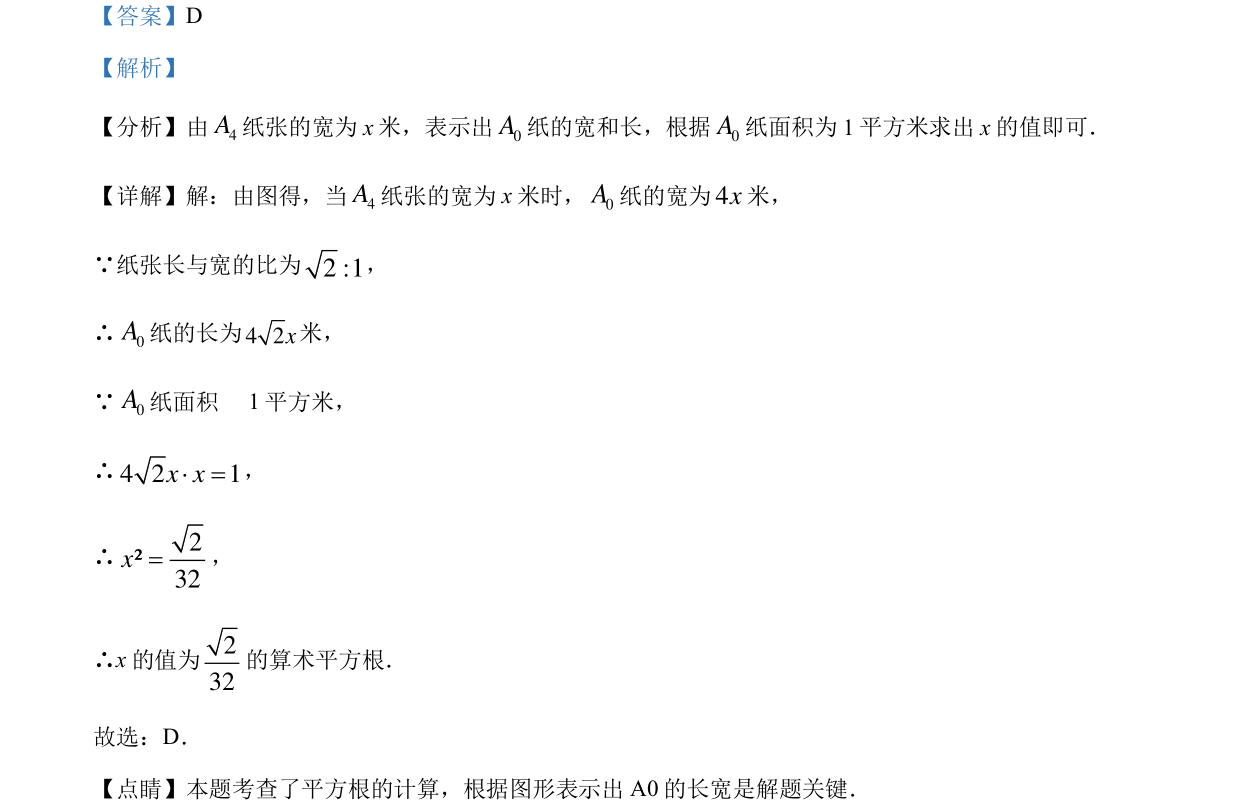 【答案】D
【解析】
【分析】由 A₄ 纸张的宽为 x 米，表示出 A₀ 纸的宽和长，根据 A₀ 纸面积为 1 平方米求出 x 的值即可．
【详解】解：由图得，当 A₄ 纸张的宽为 x 米时， A₀ 纸的宽为 4x 米，
∵纸张长与宽的比为 √2 :1，
∴ A₀ 纸的长为 4√2x 米，
∵ A₀ 纸面积 1 平方米，
∴ 4√2x · x = 1，
∴ x² = √2/32，
∴x 的值为 √2/32 的算术平方根．
故选：D．
【点睛】本题考查了平方根的计算，根据图形表示出 A0 的长宽是解题关键．